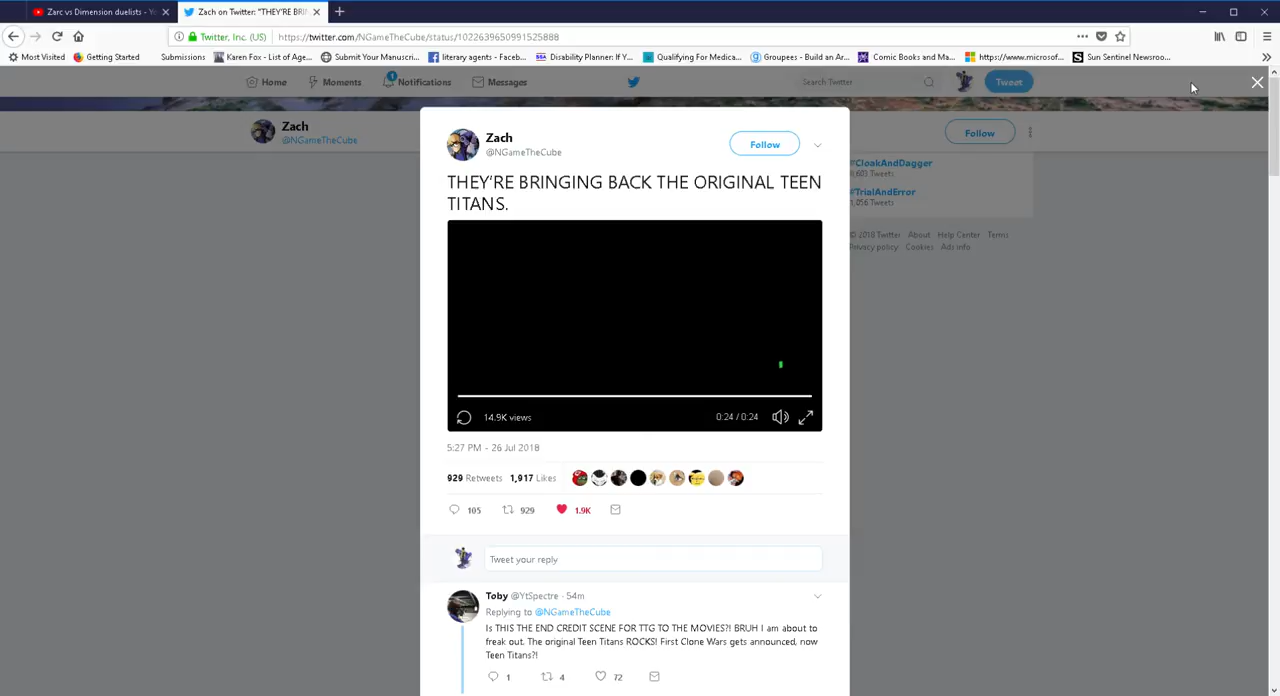 Zarc vs Dimension duelists - Y
Zach on Twitter: "THEY'RE BRIN
Twitter, Inc. (US)
https://twitter.com/NGameTheCube/status/1022639650991525888
Most Visited
Getting Started
Submissions
Karen Fox - List of Age...
Submit Your Manuscri...
literary agents - Faceb...
Disability Planner: If Y...
Qualifying For Medica...
Groupees - Build an Ar...
Comic Books and Ma...
https://www.microsof...
Sun Sentinel Newsroo...
Home
Moments
1
Notifications
Messages
Search Twitter
Tweet
Zach
@NGameTheCube
Follow
Zach
@NGameTheCube
Follow
THEY'RE BRINGING BACK THE ORIGINAL TEEN
TITANS.
14.9K views
0:24 / 0:24
5:27 PM - 26 Jul 2018
929 Retweets 1,917 Likes
105
929
1.9K
Tweet your reply
Toby @YtSpectre · 54m
Replying to @NGameTheCube
Is THIS THE END CREDIT SCENE FOR TTG TO THE MOVIES?! BRUH I am about to
freak out. The original Teen Titans ROCKS! First Clone Wars gets announced, now
Teen Titans?!
1
4
72
#CloakAndDagger
Tweets
#TrialAndError
1,056 Tweets
© 2018 Twitter About Help Center Terms
Privacy policy Cookies Ads info